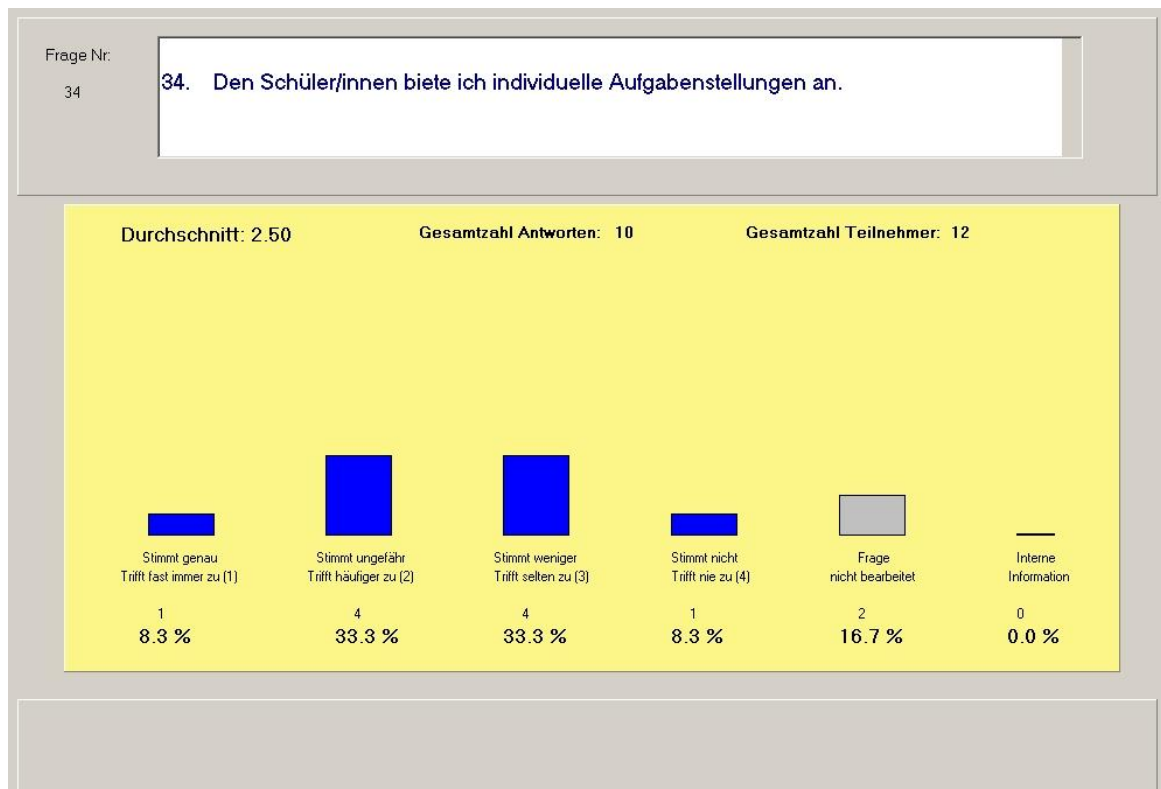 Frage Nr:
34
34. Den Schüler/innen biete ich individuelle Aufgabenstellungen an.
Durchschnitt: 2.50 Gesamtzahl Antworten: 10 Gesamtzahl Teilnehmer: 12
Stimmt genau Stimmt ungefähr Stimmt weniger Stimmt nicht Frage Interne
Trifft fast immer zu (1) Trifft häufiger zu (2) Trifft selten zu (3) Trifft nie zu (4) nicht bearbeitet Information
1 4 4 1 2 0
8.3 % 33.3 % 33.3 % 8.3 % 16.7 % 0.0 %